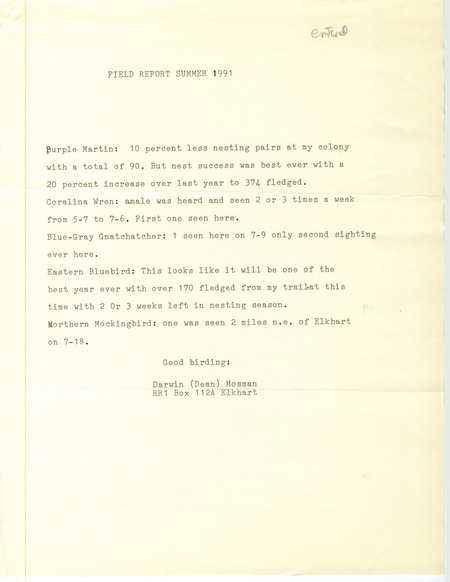 entered
FIELD REPORT SUMMER 1991
Purple Martin: 10 percent less nesting pairs at my colony
with a total of 90. But nest success was best ever with a
20 percent increase over last year to 374 fledged.
Coralina Wren: amale was heard and seen 2 or 3 times a week
from 5-7 to 7-6. First one seen here.
Blue-Gray Gnatchatcher: 1 seen here on 7-9 only second sighting
ever here.
Eastern Bluebird: This looks like it will be one of the
best year ever with over 170 fledged from my trail at this
time with 2 Or 3 weeks left in nesting season.
Northern Mockingbird: one was seen 2 miles n.e. of Elkhart
on 7-18.
Good birding;
Darwin (Dean) Mosman
RR1 Box 112A Elkhart